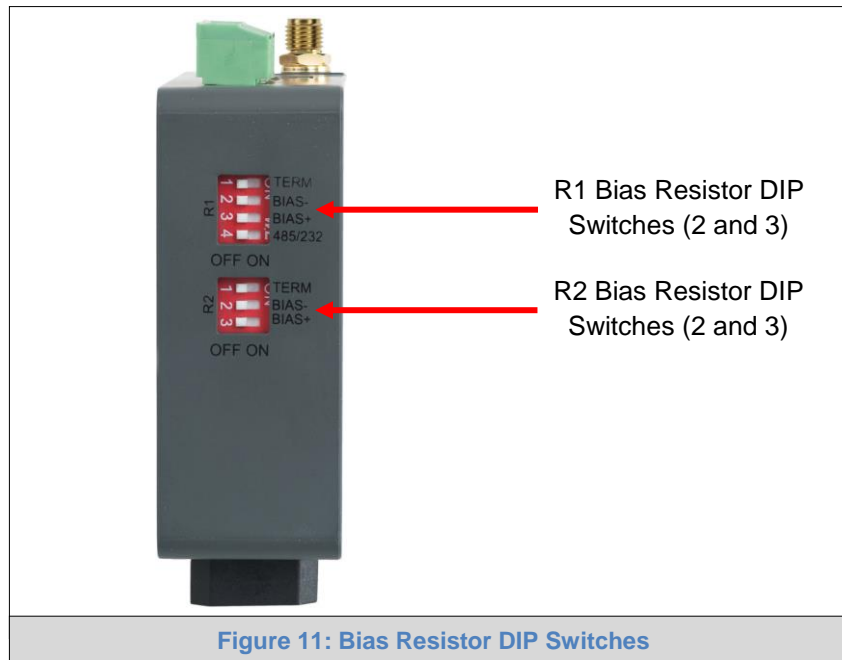 R1
1 TERM
2 BIAS-
3 BIAS+
4 485/232
OFF ON
R2
1 TERM
2 BIAS-
3 BIAS+
OFF ON
R1 Bias Resistor DIP
Switches (2 and 3)
R2 Bias Resistor DIP
Switches (2 and 3)
Figure 11: Bias Resistor DIP Switches